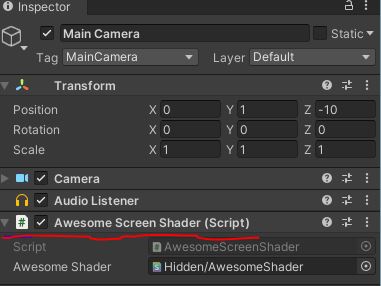 Inspector
Main Camera
Static
Tag MainCamera Layer Default
Transform
Position X 0 Y 1 Z -10
Rotation X 0 Y 0 Z 0
Scale X 1 Y 1 Z 1
Camera
Audio Listener
# Awesome Screen Shader (Script)
Script # AwesomeScreenShader
Awesome Shader Hidden/AwesomeShader